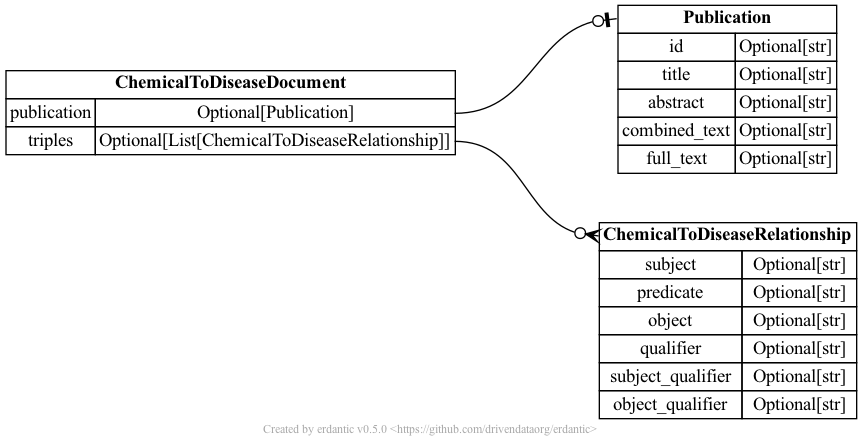 ChemicalToDiseaseDocument
publication Optional[Publication]
triples Optional[List[ChemicalToDiseaseRelationship]]
Publication
id Optional[str]
title Optional[str]
abstract Optional[str]
combined_text Optional[str]
full_text Optional[str]
ChemicalToDiseaseRelationship
subject Optional[str]
predicate Optional[str]
object Optional[str]
qualifier Optional[str]
subject_qualifier Optional[str]
object_qualifier Optional[str]
Created by erdantic v0.5.0 <https://github.com/drivendataorg/erdantic>